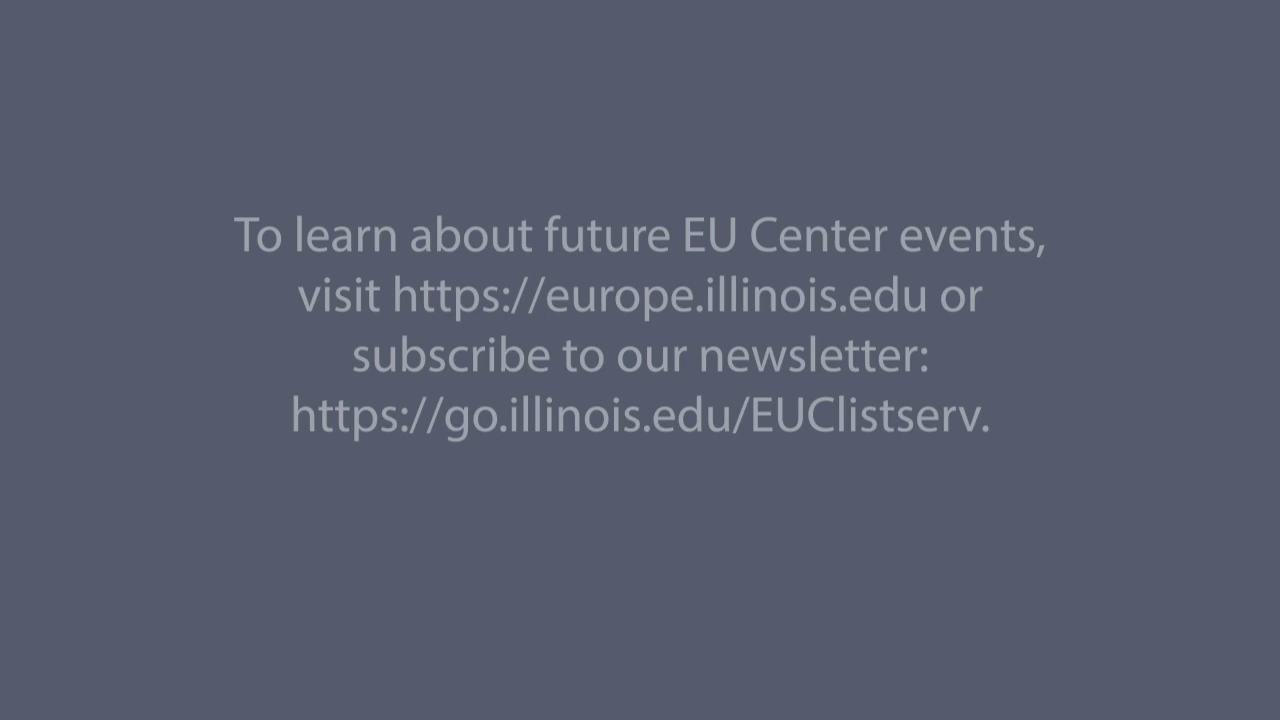 To learn about future EU Center events,
visit https://europe.illinois.edu or
subscribe to our newsletter:
https://go.illinois.edu/EUClistserv.